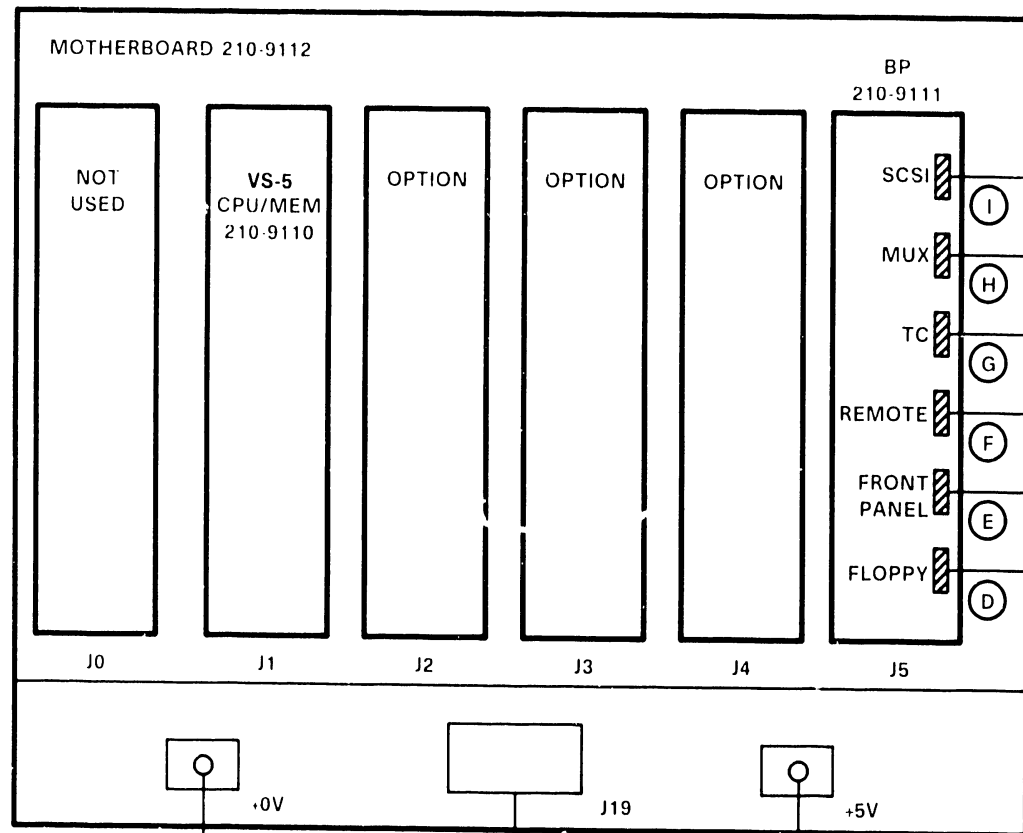 MOTHERBOARD 210-9112
BP
210-9111
NOT
USED
VS-5
CPU/MEM
210-9110
OPTION
OPTION
OPTION
SCSI
I
MUX
H
TC
G
REMOTE
F
FRONT
PANEL
E
FLOPPY
D
J0
J1
J2
J3
J4
J5
+0V
J19
+5V